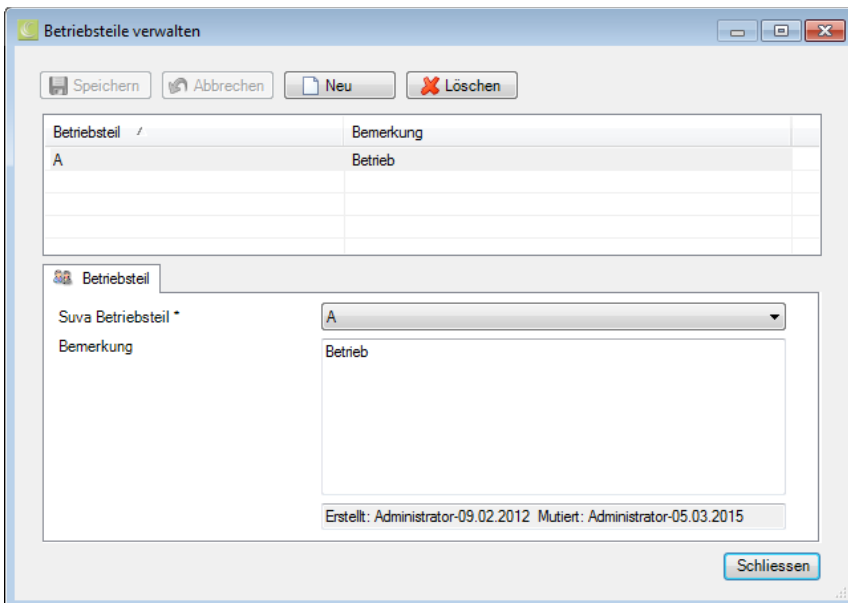 Betriebsteile verwalten
Speichern Abbrechen Neu Löschen
Betriebsteil Bemerkung
A Betrieb
Betriebsteil
Suva Betriebsteil * A
Bemerkung Betrieb
Erstellt: Administrator-09.02.2012 Mutiert: Administrator-05.03.2015
Schliessen